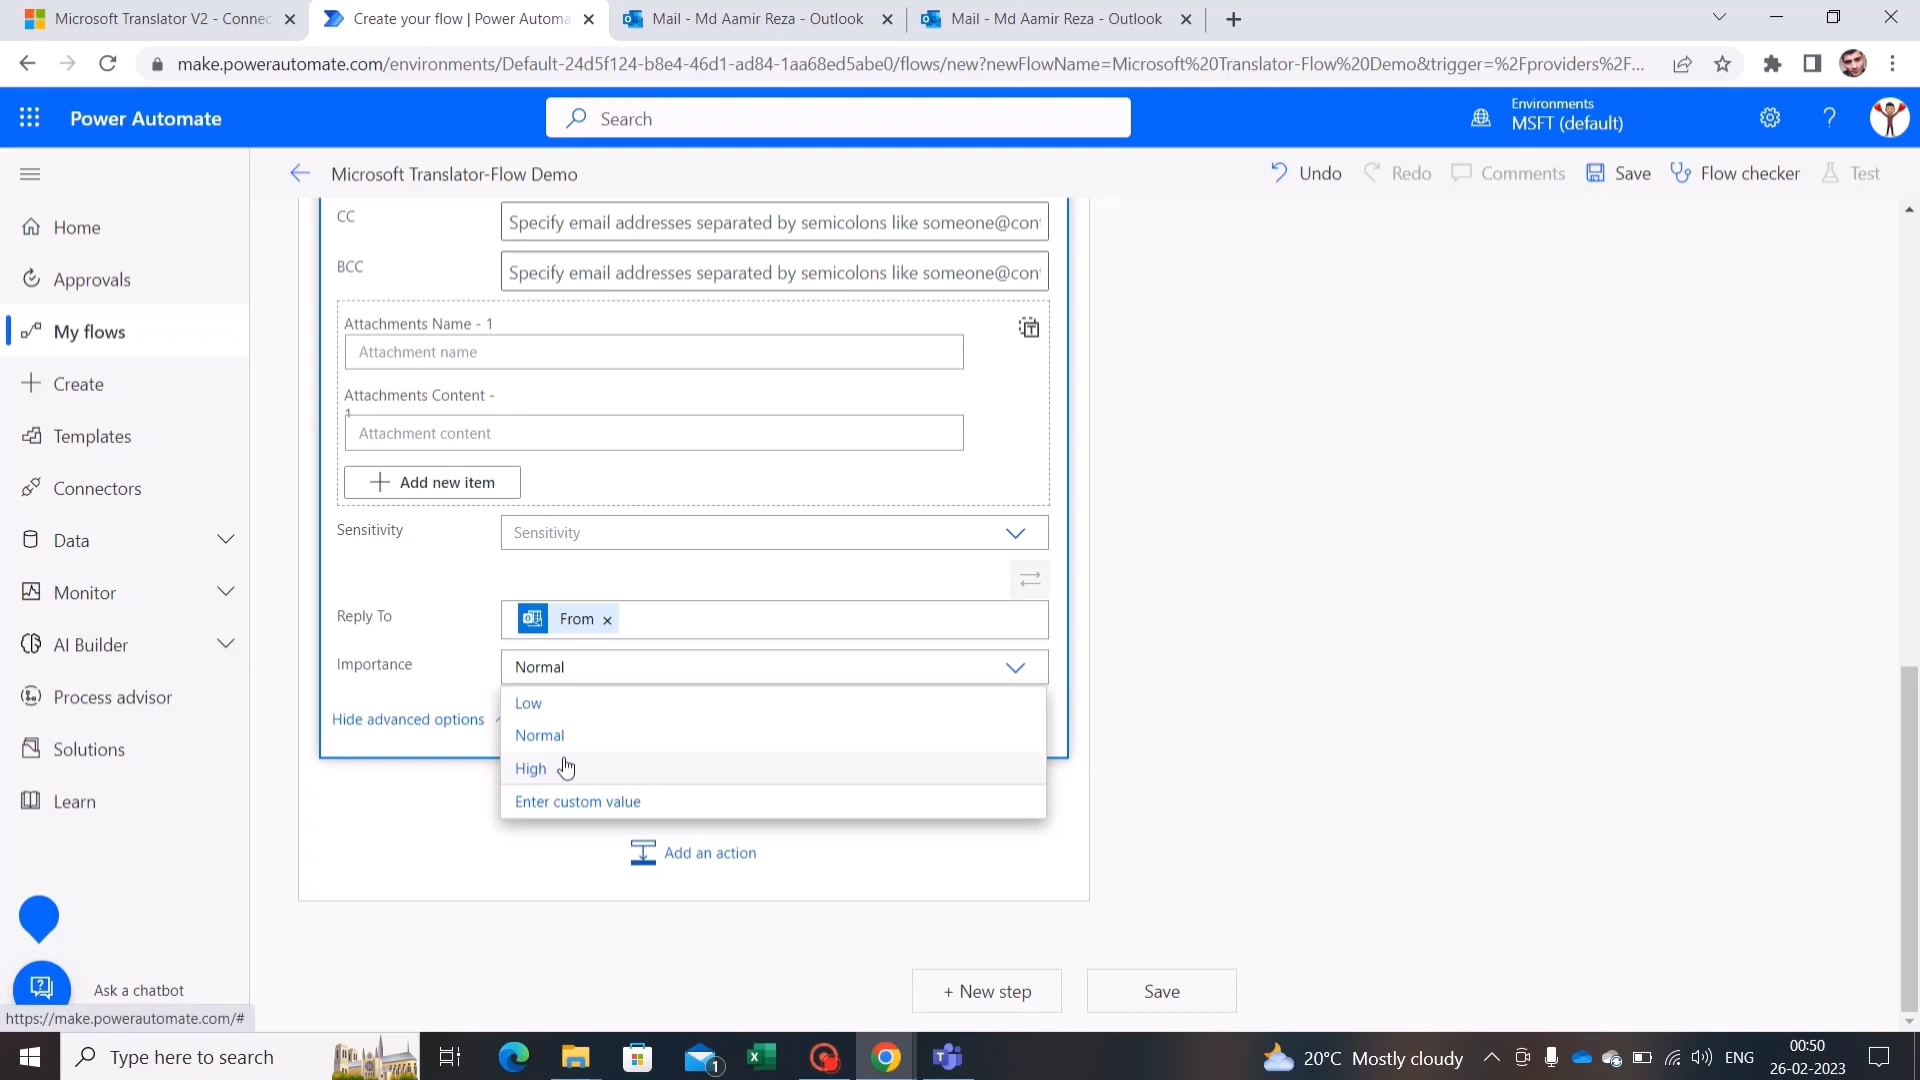 Microsoft Translator V2 - Connec
Create your flow | Power Automa
Mail - Md Aamir Reza - Outlook
Mail - Md Aamir Reza - Outlook
make.powerautomate.com/environments/Default-24d5f124-b8e4-46d1-ad84-1aa68ed5abe0/flows/new?newFlowName=Microsoft%20Translator-Flow%20Demo&trigger=%2Fproviders%2F...
Power Automate
Search
Environments
MSFT (default)
?
Microsoft Translator-Flow Demo
Undo
Redo
Comments
Save
Flow checker
Test
Home
Approvals
My flows
Create
Templates
Connectors
Data
Monitor
AI Builder
Process advisor
Solutions
Learn
Ask a chatbot
CC
Specify email addresses separated by semicolons like someone@con
BCC
Specify email addresses separated by semicolons like someone@con
Attachments Name - 1
Attachment name
Attachments Content -
1
Attachment content
Add new item
Sensitivity
Sensitivity
Reply To
From
Importance
Normal
Low
Normal
High
Enter custom value
Hide advanced options
Add an action
+ New step
Save
https://make.powerautomate.com/#
Type here to search
1
20°C Mostly cloudy
ENG
00:50
26-02-2023